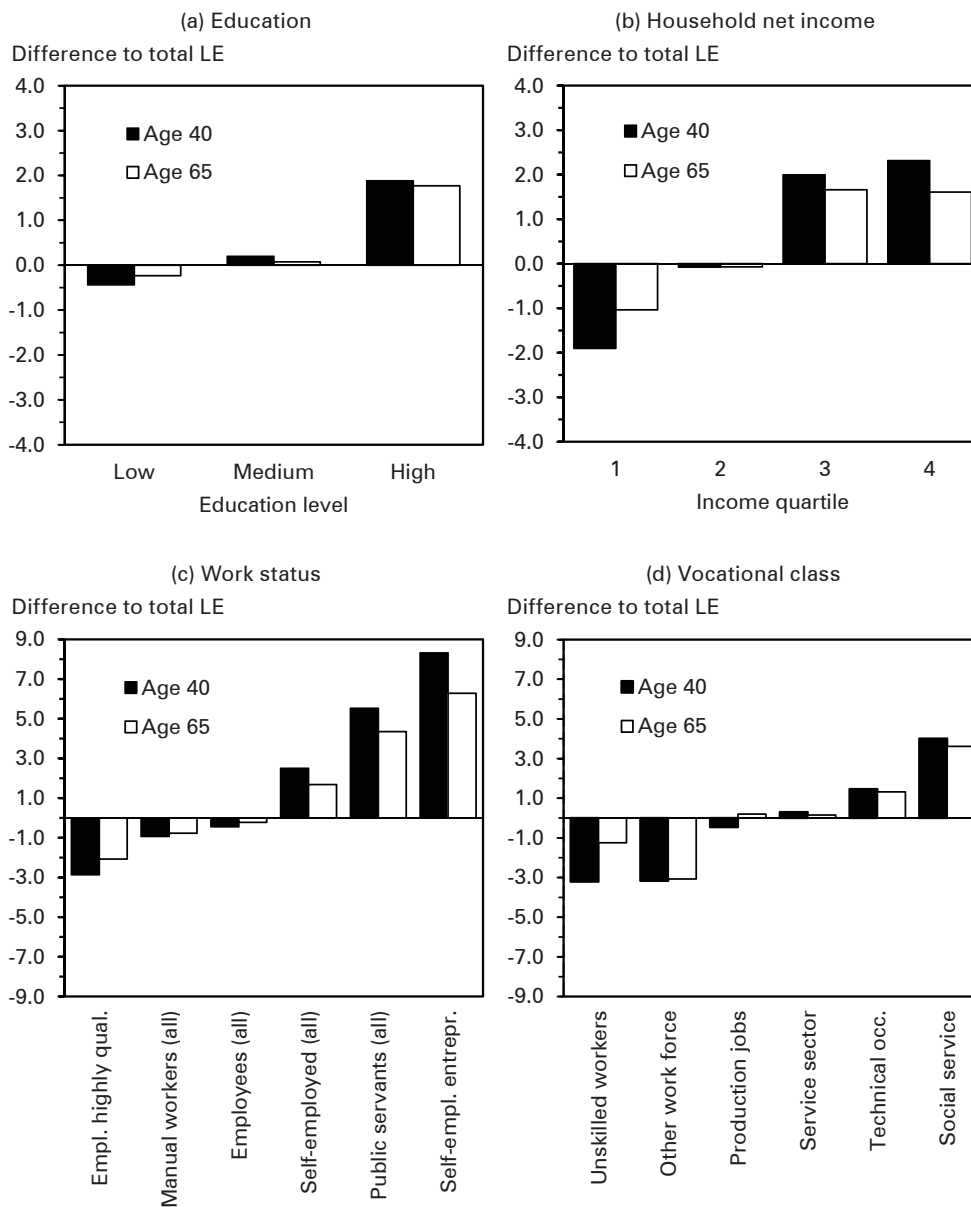 (a) Education
Difference to total LE
4.0
3.0
2.0
1.0
0.0
-1.0
-2.0
-3.0
-4.0
Age 40
Age 65
Low Medium High
Education level
(b) Household net income
Difference to total LE
4.0
3.0
2.0
1.0
0.0
-1.0
-2.0
-3.0
-4.0
Age 40
Age 65
1 2 3 4
Income quartile
(c) Work status
Difference to total LE
9.0
7.0
5.0
3.0
1.0
-1.0
-3.0
-5.0
-7.0
-9.0
Age 40
Age 65
Empl. highly qual.
Manual workers (all)
Employees (all)
Self-employed (all)
Public servants (all)
Self-empl. entrepr.
(d) Vocational class
Difference to total LE
9.0
7.0
5.0
3.0
1.0
-1.0
-3.0
-5.0
-7.0
-9.0
Age 40
Age 65
Unskilled workers
Other work force
Production jobs
Service sector
Technical occ.
Social service